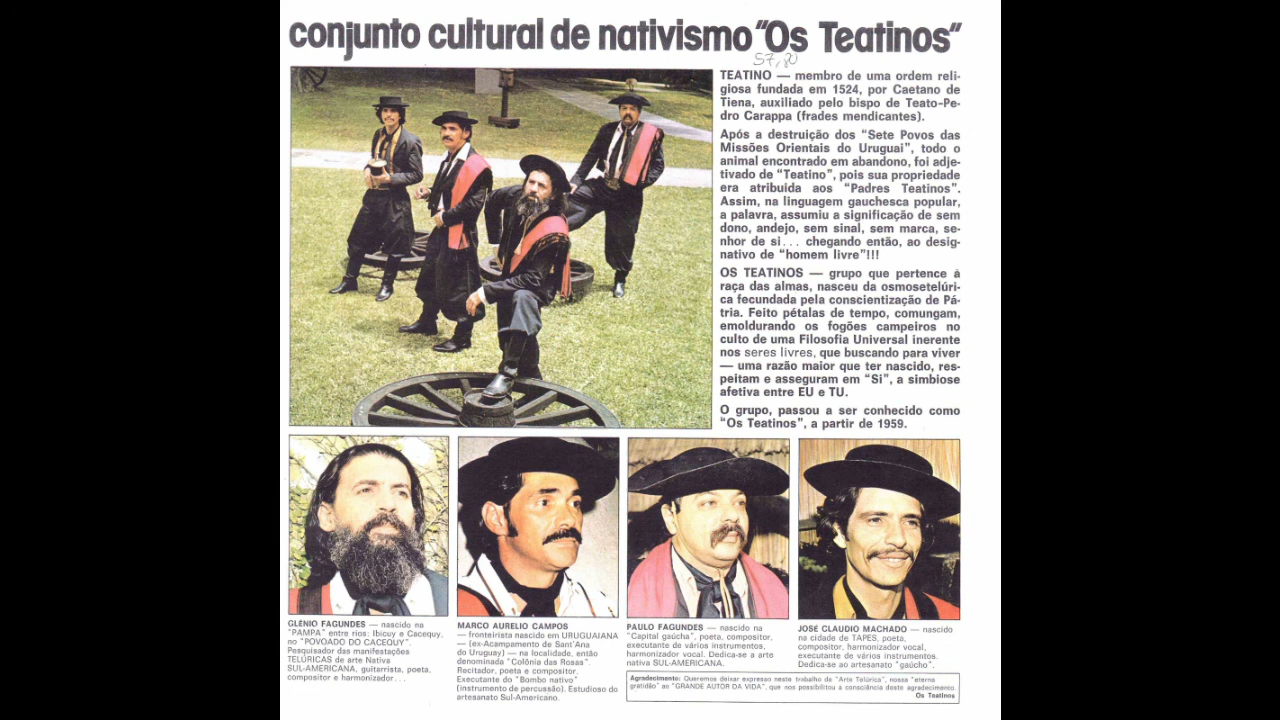 conjunto cultural de nativismo "Os Teatinos"
57,80
TEATINO — membro de uma ordem reli-
giosa fundada em 1524, por Caetano de
Tiena, auxiliado pelo bispo de Teato-Pe-
dro Carappa (frades mendicantes).
Após a destruição dos "Sete Povos das
Missões Orientais do Uruguai", todo o
animal encontrado em abandono, foi adje-
tivado de "Teatino", pois sua propriedade
era atribuida aos "Padres Teatinos".
Assim, na linguagem gauchesca popular,
a palavra, assumiu a significação de sem
dono, andejo, sem sinal, sem marca, se-
nhor de si... chegando então, ao desig-
nativo de "homem livre"!!!
OS TEATINOS — grupo que pertence à
raça das almas, nasceu da osmosetelúri-
ca fecundada pela conscientização de Pá-
tria. Feito pétalas de tempo, comungam,
emoldurando os fogões campeiros no
culto de uma Filosofia Universal inerente
nos seres livres, que buscando para viver
— uma razão maior que ter nascido, res-
peitam e asseguram em "Si", a simbiose
afetiva entre EU e TU.
O grupo, passou a ser conhecido como
"Os Teatinos", a partir de 1959.
GLÊNIO FAGUNDES — nascido na
"PAMPA" entre rios: Ibicuy e Cacequy,
no "POVOADO DO CACEQUY".
Pesquisador das manifestações
TELÚRICAS de arte Nativa
SUL-AMERICANA, guitarrista, poeta,
compositor e harmonizador...
MARCO AURELIO CAMPOS
— fronteirista nascido em URUGUAIANA
— (ex-Acampamento de Sant'Ana
do Uruguay) — na localidade, então
denominada "Colônia das Rosas".
Recitador, poeta e compositor.
Executante do "Bombo nativo"
(instrumento de percussão). Estudioso do
artesanato Sul-Americano.
PAULO FAGUNDES — nascido na
"Capital gaúcha", poeta, compositor,
executante de vários instrumentos,
harmonizador vocal. Dedica-se a arte
nativa SUL-AMERICANA.
JOSE CLAUDIO MACHADO — nascido
na cidade de TAPES, poeta,
compositor, harmonizador vocal,
executante de vários instrumentos.
Dedica-se ao artesanato "gaúcho".
Agradecimento: Queremos deixar expresso neste trabalho da "Arte Telúrica", nossa "eterna
gratidão" ao "GRANDE AUTOR DA VIDA", que nos possibilitou a consciência deste agradecimento.
Os Teatinos